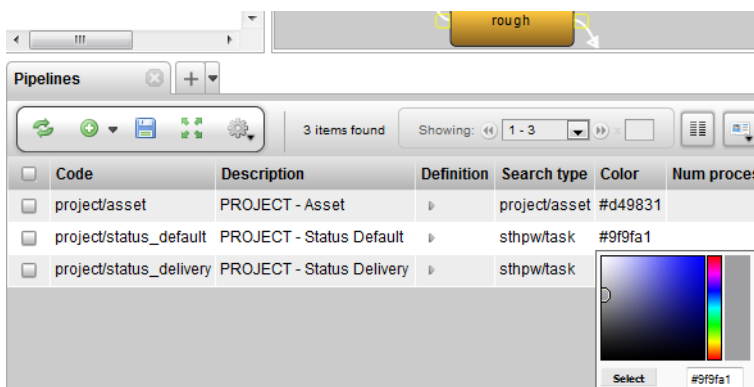 rough
Pipelines
3 items found
Showing:
1 - 3
x
Code Description Definition Search type Color Num proces
project/asset PROJECT - Asset project/asset #d49831
project/status_default PROJECT - Status Default sthpw/task #9f9fa1
project/status_delivery PROJECT - Status Delivery sthpw/task
Select #9f9fa1